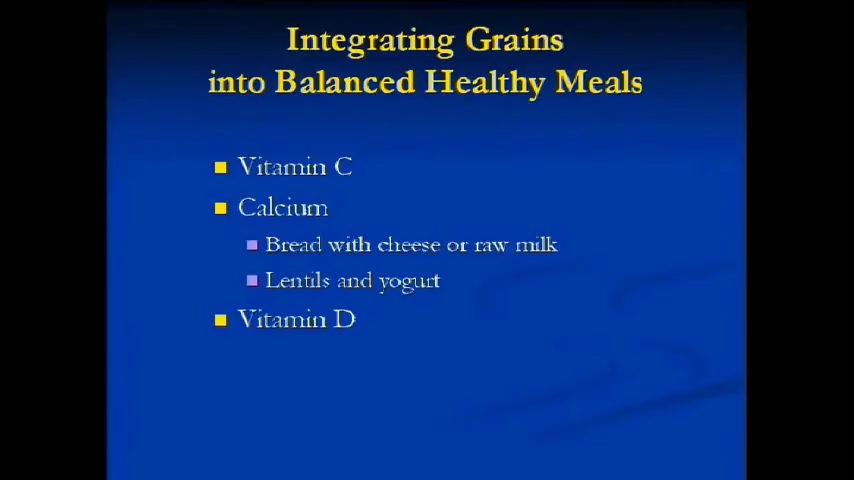 Integrating Grains
into Balanced Healthy Meals
Vitamin C
Calcium
Bread with cheese or raw milk
Lentils and yogurt
Vitamin D